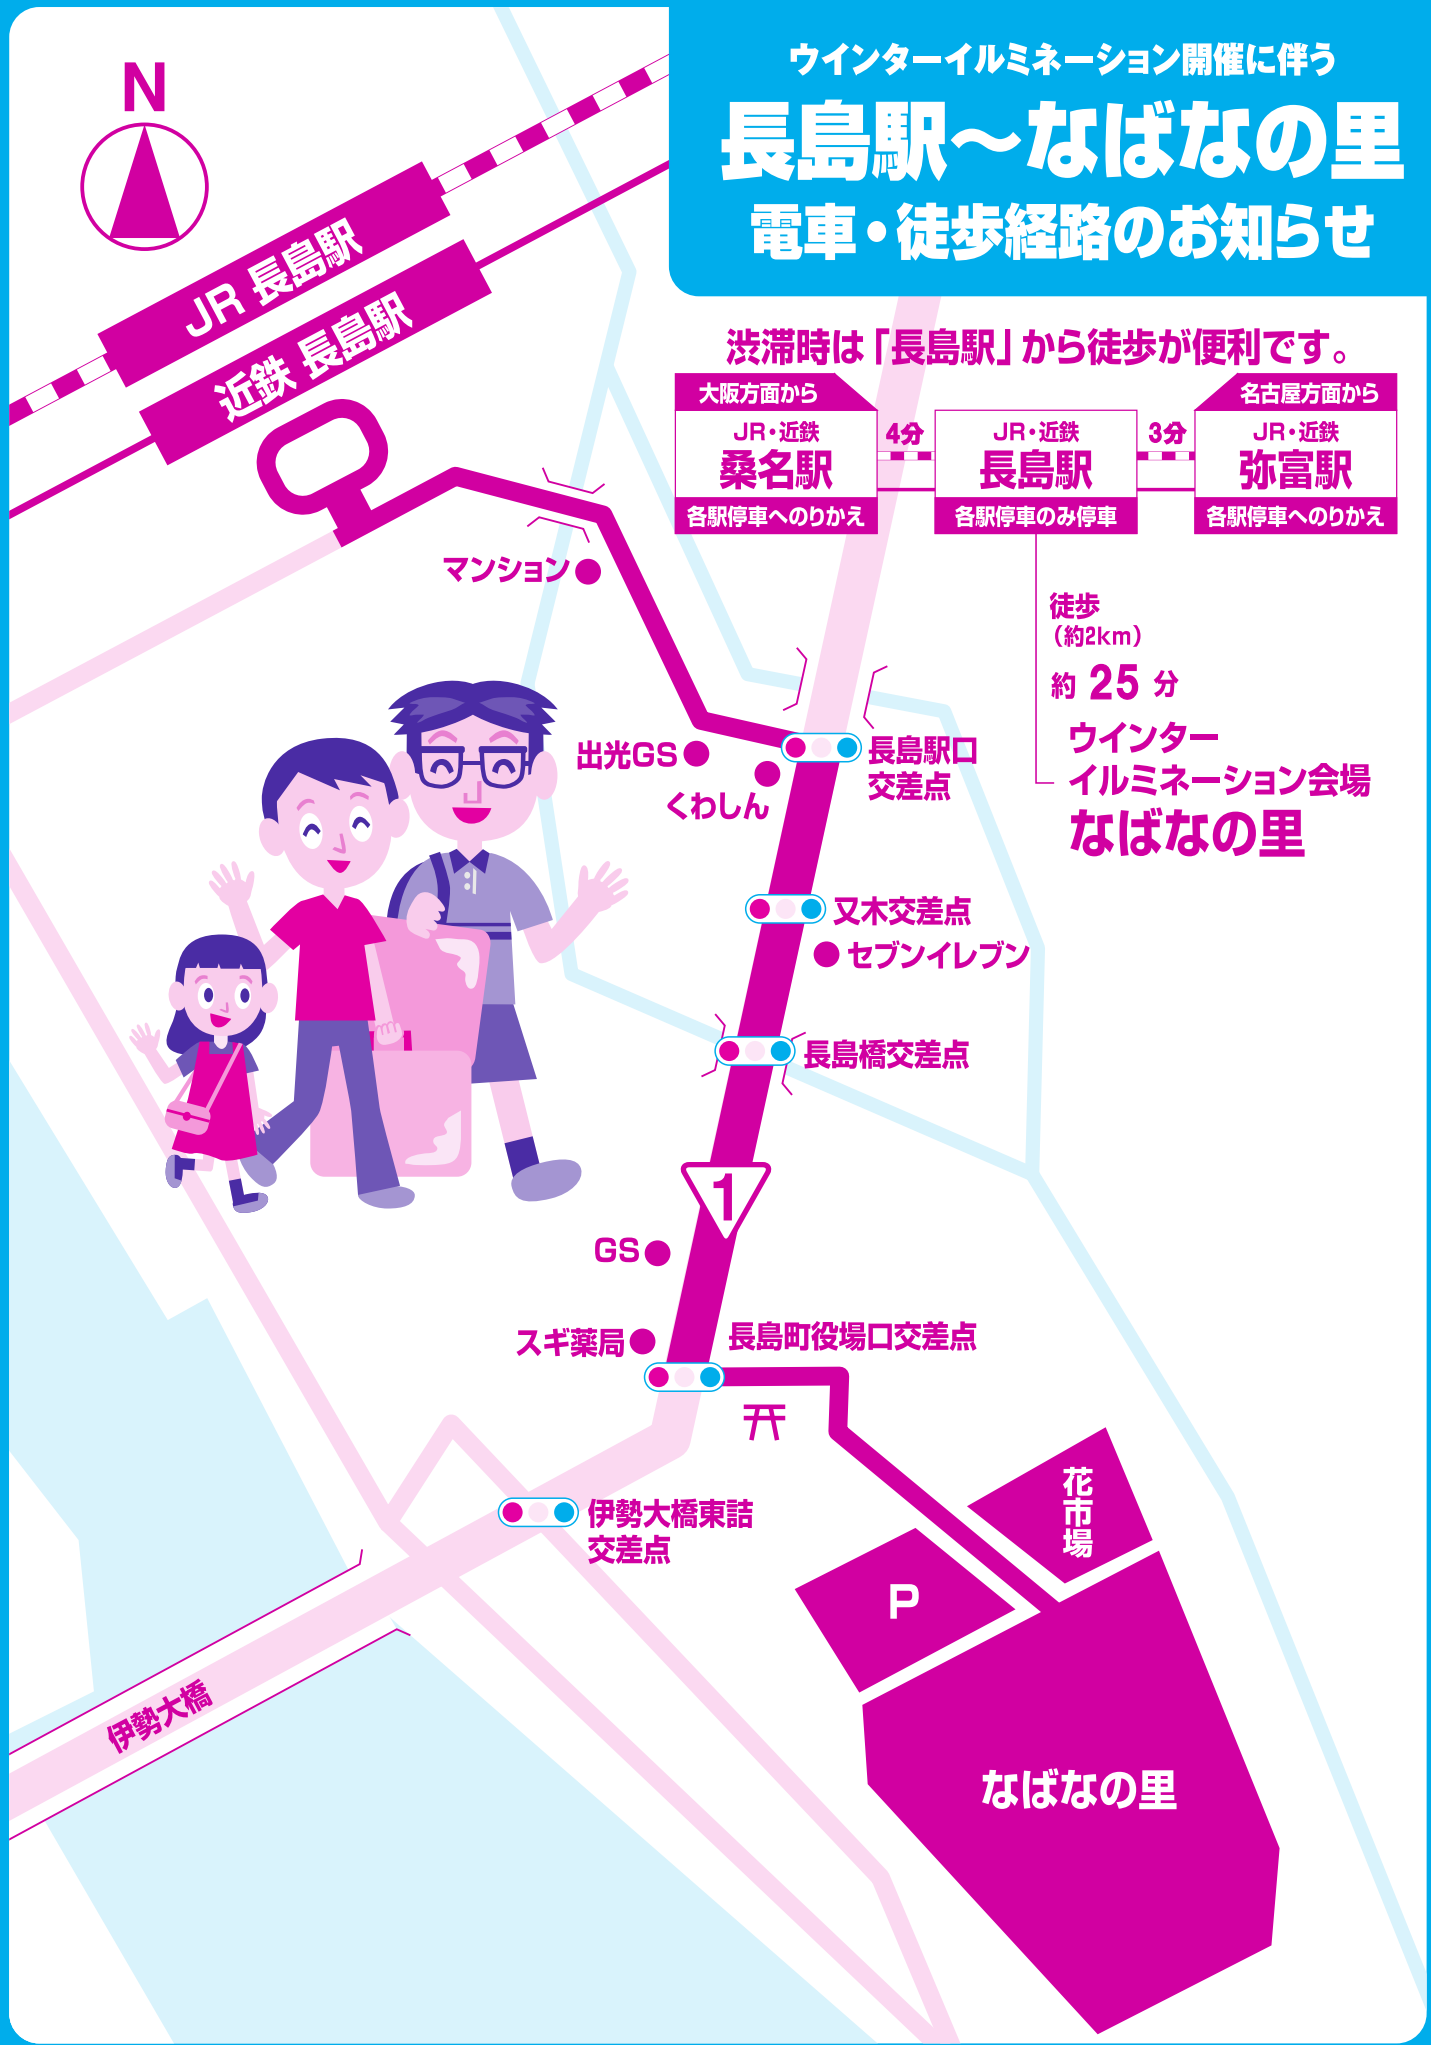 ウインターイルミネーション開催に伴う
長島駅〜なばなの里
電車・徒歩経路のお知らせ
N
JR 長島駅
近鉄 長島駅
渋滞時は「長島駅」から徒歩が便利です。
大阪方面から
JR・近鉄
桑名駅
各駅停車へのりかえ
4分
JR・近鉄
長島駅
各駅停車のみ停車
3分
名古屋方面から
JR・近鉄
弥富駅
各駅停車へのりかえ
徒歩
（約2km）
約 25 分
ウインター
イルミネーション会場
なばなの里
マンション
出光GS
くわしん
長島駅口
交差点
又木交差点
セブンイレブン
長島橋交差点
1
GS
スギ薬局
長島町役場口交差点
伊勢大橋東詰
交差点
伊勢大橋
花市場
P
なばなの里